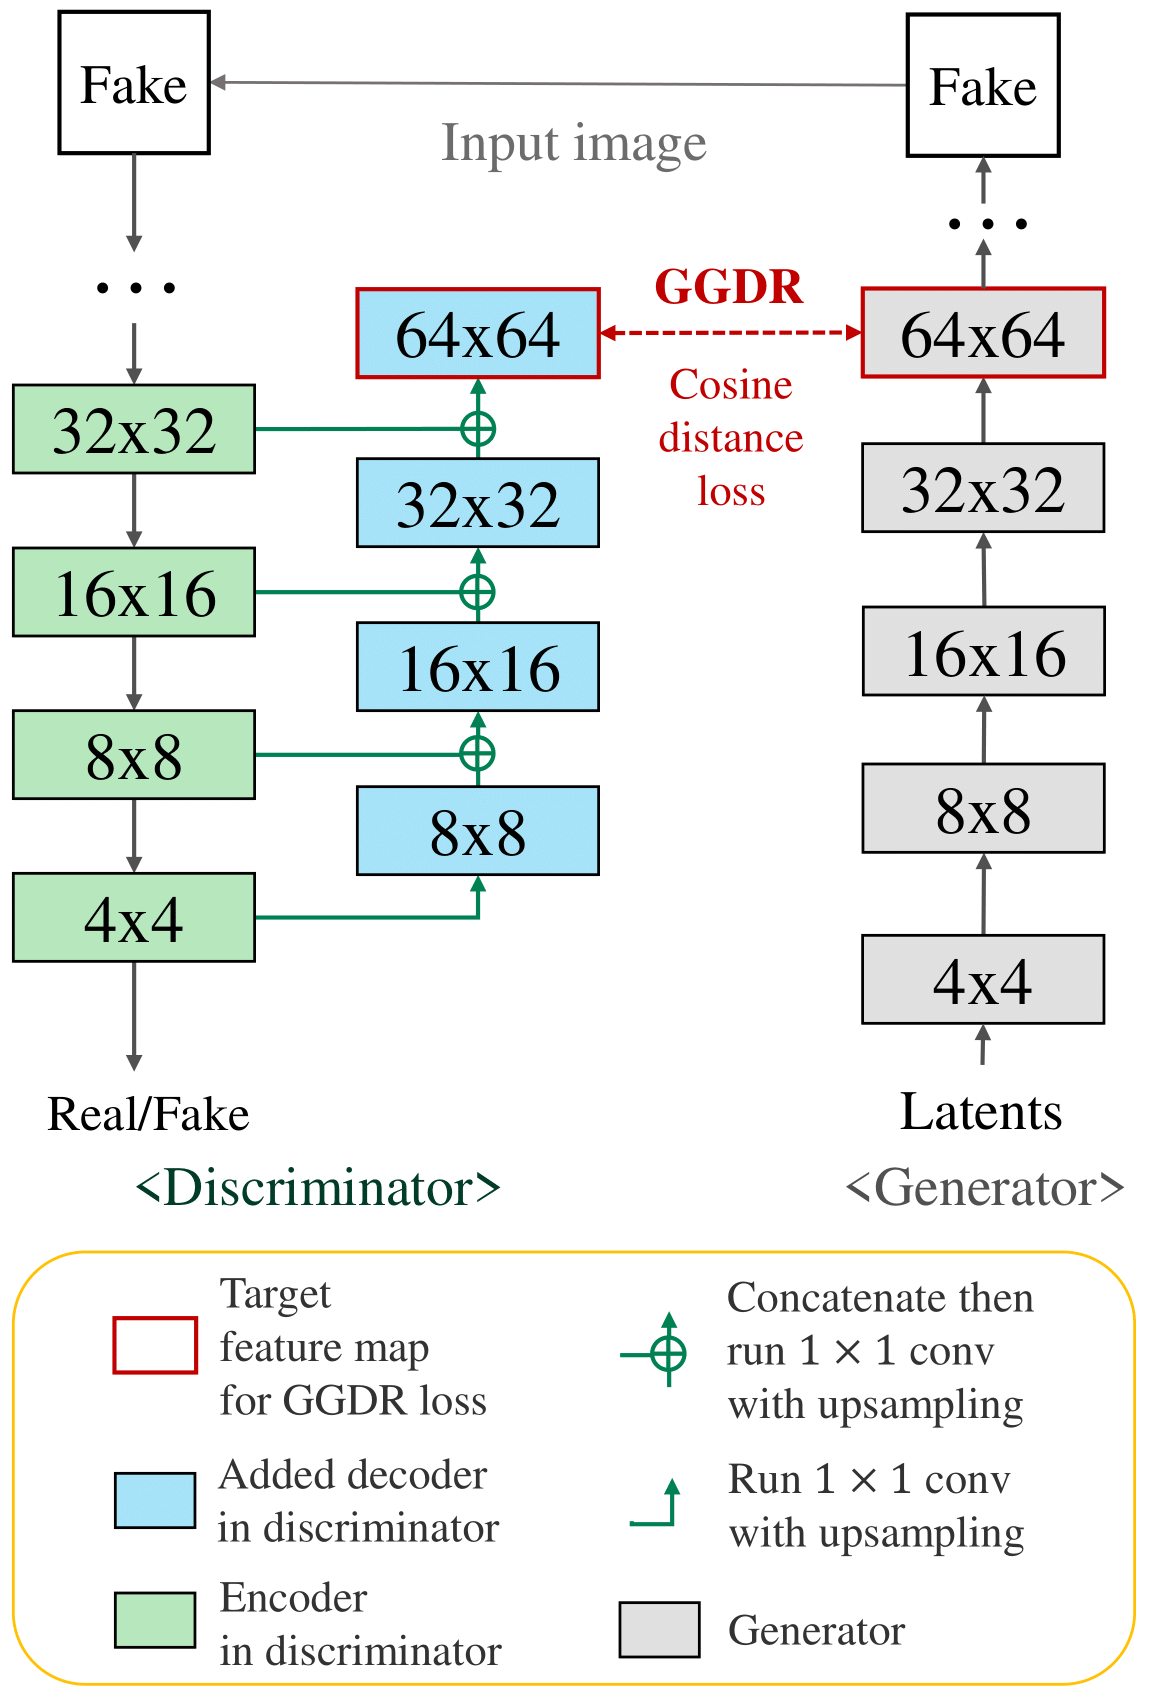 Fake
Fake
Input image
• • •
• • •
GGDR
Cosine
distance
loss
32x32
16x16
8x8
4x4
64x64
32x32
16x16
8x8
64x64
32x32
16x16
8x8
4x4
Real/Fake
Latents
<Discriminator>
<Generator>
Target
feature map
for GGDR loss
Added decoder
in discriminator
Encoder
in discriminator
Concatenate then
run 1 × 1 conv
with upsampling
Run 1 × 1 conv
with upsampling
Generator